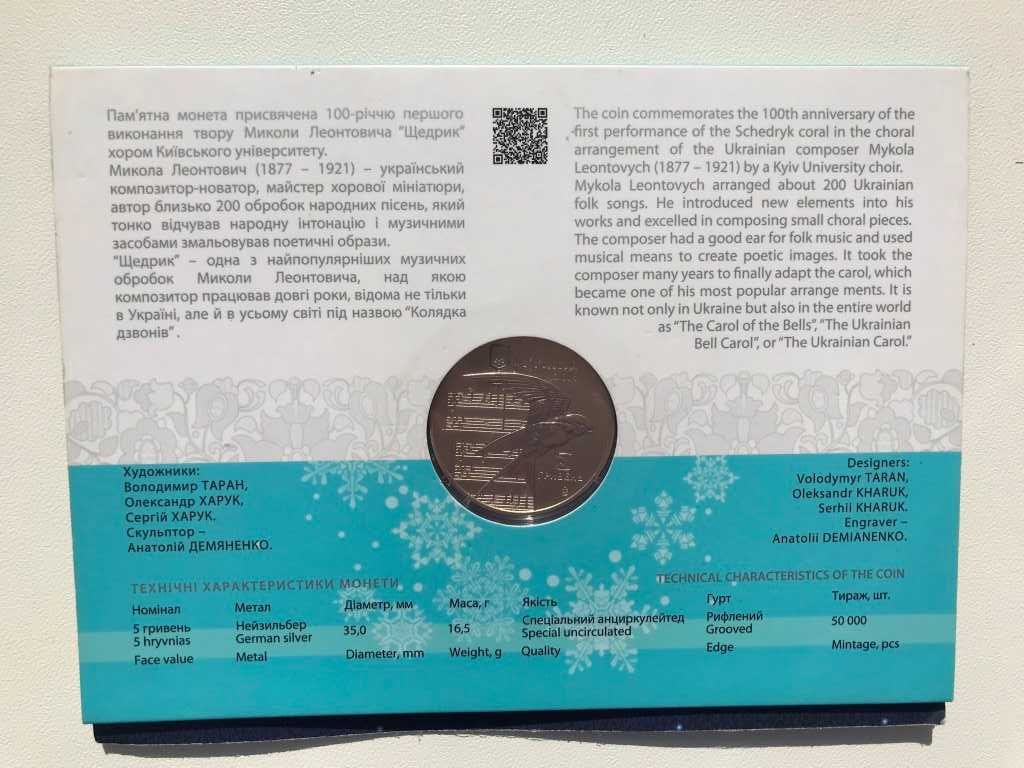 Пам'ятна монета присвячена 100-річчю першого
виконання твору Миколи Леонтовича "Щедрик"
хором Київського університету.
Микола Леонтович (1877 – 1921) – український
композитор-новатор, майстер хорової мініатюри,
автор близько 200 обробок народних пісень, який
тонко відчував народну інтонацію і музичними
засобами змальовував поетичні образи.
"Щедрик" – одна з найпопулярніших музичних
обробок Миколи Леонтовича, над якою
композитор працював довгі роки, відома не тільки
в Україні, але й в усьому світі під назвою "Колядка
дзвонів".
The coin commemorates the 100th anniversary of the
first performance of the Schedryk coral in the choral
arrangement of the Ukrainian composer Mykola
Leontovych (1877 – 1921) by a Kyiv University choir.
Mykola Leontovych arranged about 200 Ukrainian
folk songs. He introduced new elements into his
works and excelled in composing small choral pieces.
The composer had a good ear for folk music and used
musical means to create poetic images. It took the
composer many years to finally adapt the carol, which
became one of his most popular arrange ments. It is
known not only in Ukraine but also in the entire world
as "The Carol of the Bells", "The Ukrainian
Bell Carol", or "The Ukrainian Carol."
5
ГРИВЕНЬ
Художники:
Володимир ТАРАН,
Олександр ХАРУК,
Сергій ХАРУК.
Скульптор –
Анатолій ДЕМЯНЕНКО.
Designers:
Volodymyr TARAN,
Oleksandr KHARUK,
Serhii KHARUK.
Engraver –
Anatolii DEMIANENKO.
ТЕХНІЧНІ ХАРАКТЕРИСТИКИ МОНЕТИ
TECHNICAL CHARACTERISTICS OF THE COIN
Номінал Метал Діаметр, мм Маса, г Якість Гурт Тираж, шт.
5 гривень Нейзильбер 35,0 16,5 Спеціальний анциркулейтед Рифлений 50 000
5 hryvnias German silver Special uncirculated Grooved
Face value Metal Diameter, mm Weight, g Quality Edge Mintage, pcs